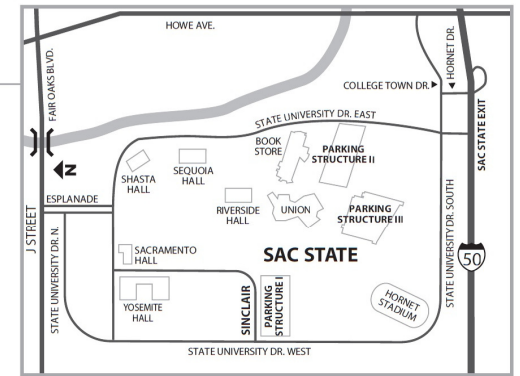 HOWE AVE.
FAIR OAKS BLVD.
HORNET DR.
COLLEGE TOWN DR.
STATE UNIVERSITY DR. EAST
SAC STATE EXIT
BOOK
STORE
PARKING
STRUCTURE II
N
SHASTA
HALL
SEQUOIA
HALL
ESPLANADE
RIVERSIDE
HALL
UNION
PARKING
STRUCTURE III
J STREET
STATE UNIVERSITY DR. N.
SACRAMENTO
HALL
SAC STATE
STATE UNIVERSITY DR. SOUTH
50
YOSEMITE
HALL
SINCLAIR
PARKING
STRUCTURE I
HORNET
STADIUM
STATE UNIVERSITY DR. WEST